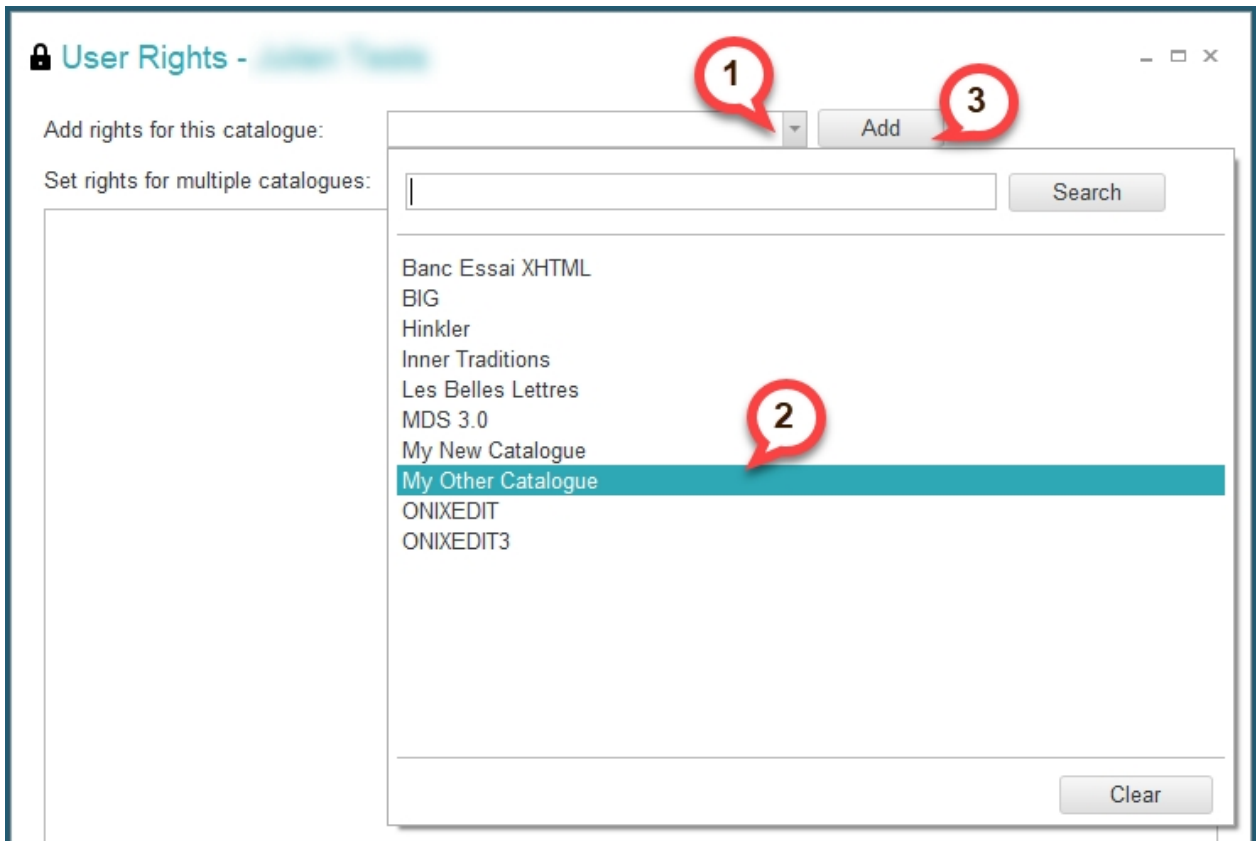 User Rights -
1
3
Add rights for this catalogue:
Add
Set rights for multiple catalogues:
Search
Banc Essai XHTML
BIG
Hinkler
Inner Traditions
Les Belles Lettres
MDS 3.0
2
My New Catalogue
My Other Catalogue
ONIXEDIT
ONIXEDIT3
Clear